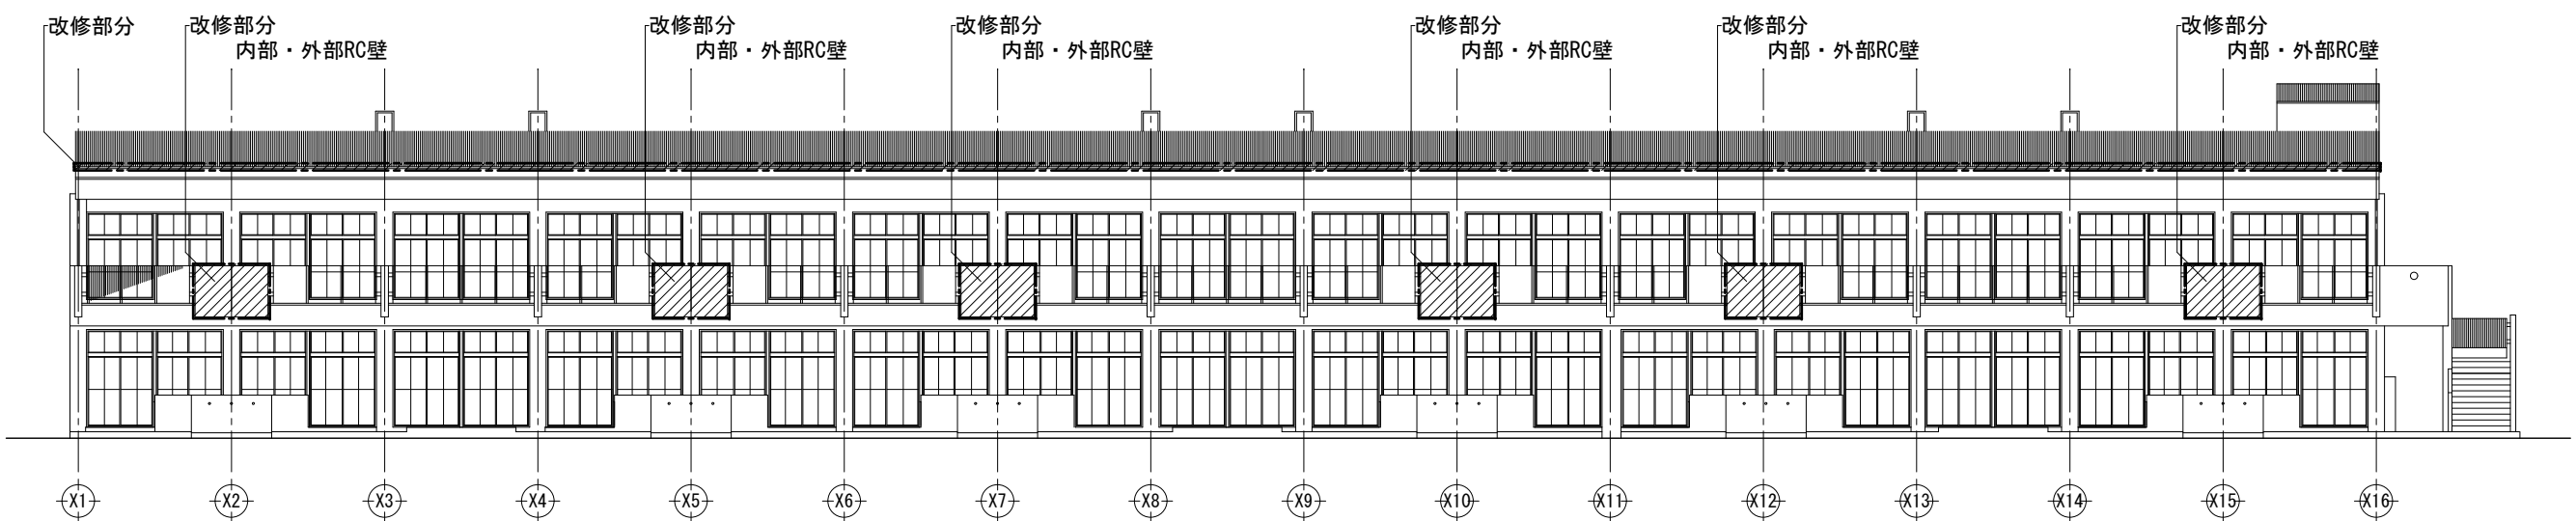 改修部分
改修部分
内部・外部RC壁
改修部分
内部・外部RC壁
改修部分
内部・外部RC壁
改修部分
内部・外部RC壁
改修部分
内部・外部RC壁
改修部分
内部・外部RC壁
X1
X2
X3
X4
X5
X6
X7
X8
X9
X10
X11
X12
X13
X14
X15
X16